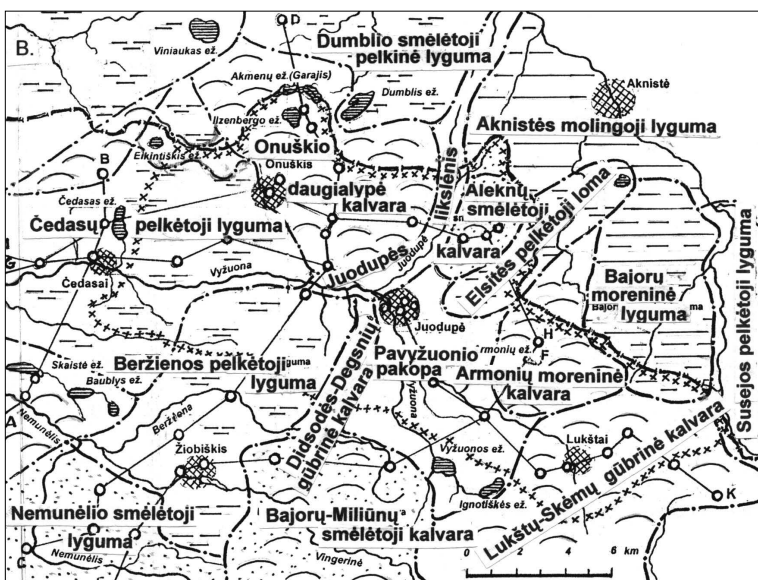 B.
D
Viniaukas ež.
Dumblio smėlėtoji
pelkinė lyguma
Akmenų ež.(Garajis)
Aknistė
Ilzenbergo ež.
Dumblis ež.
Aknistės molingoji lyguma
Onuškio
Eikintiškis ež.
Onuškis
B
daugialypė
kalvara
Aleknų
smėlėtoji
kalvara
Elsitės pelkėtoji loma
Čedasas ež.
Čedasų pelkėtoji lyguma
Juodupės
Juodupė
G
Vyžuona
Čedasai
Bajorų
moreninė
lyguma
Susejos pelkėtoji lyguma
Juodupė
H
F
Skaistė ež.
Baublys ež.
Beržienos pelkėtoji
lyguma
Pavyžuonio
pakopa
Armonių moreninė
kalvara
Didsodės-Degsnių
gūbrinė kalvara
A
Nemunėlis
Beržiena
Žiobiškis
Vyžuonos ež.
Lukštai
Ignotiškės ež.
Lukštų-Skėmų gūbrinė kalvara
K
Nemunėlio smėlėtoji
lyguma
Bajorų-Miliūnų
smėlėtoji kalvara
C
Nemunėlis
Vingerinė
0 2 4 6 km